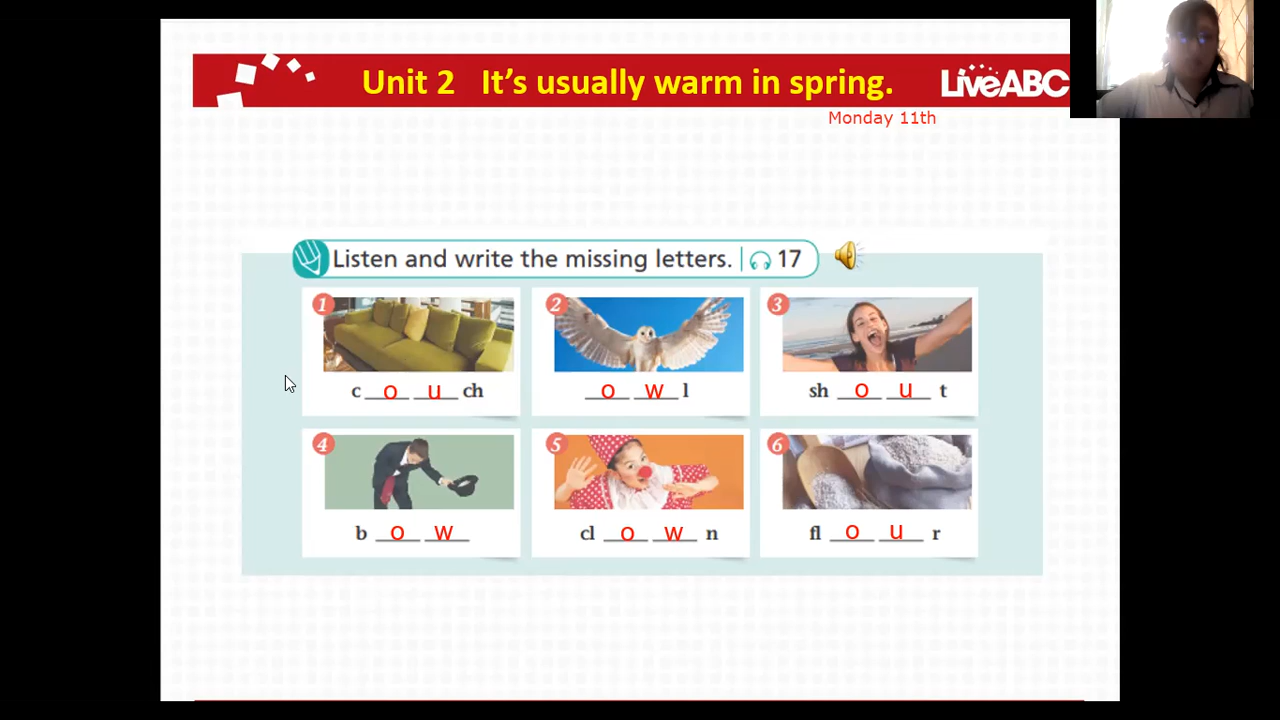 Unit 2 It's usually warm in spring.
LiveABC
Monday 11th
Listen and write the missing letters. 17
1
c o u ch
2
o w l
3
sh o u t
4
b o w
5
cl o w n
6
fl o u r